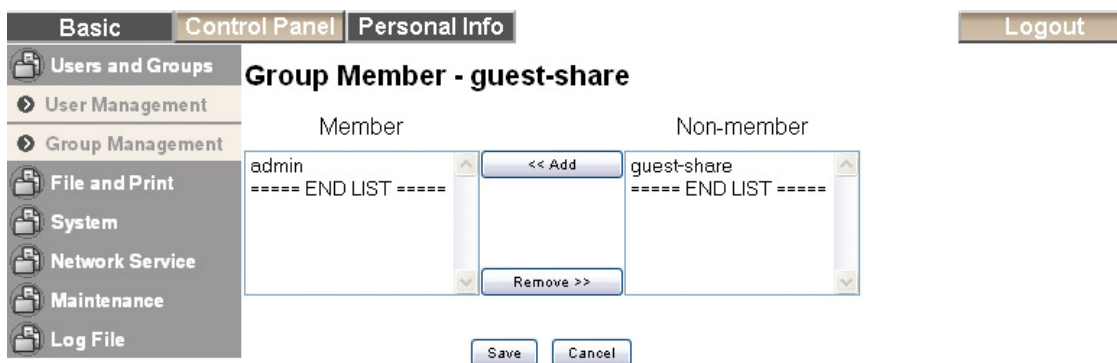 Basic
Control Panel
Personal Info
Logout
Users and Groups
User Management
Group Management
File and Print
System
Network Service
Maintenance
Log File
Group Member - guest-share
Member
Non-member
admin
===== END LIST =====
<< Add
Remove >>
guest-share
===== END LIST =====
Save
Cancel